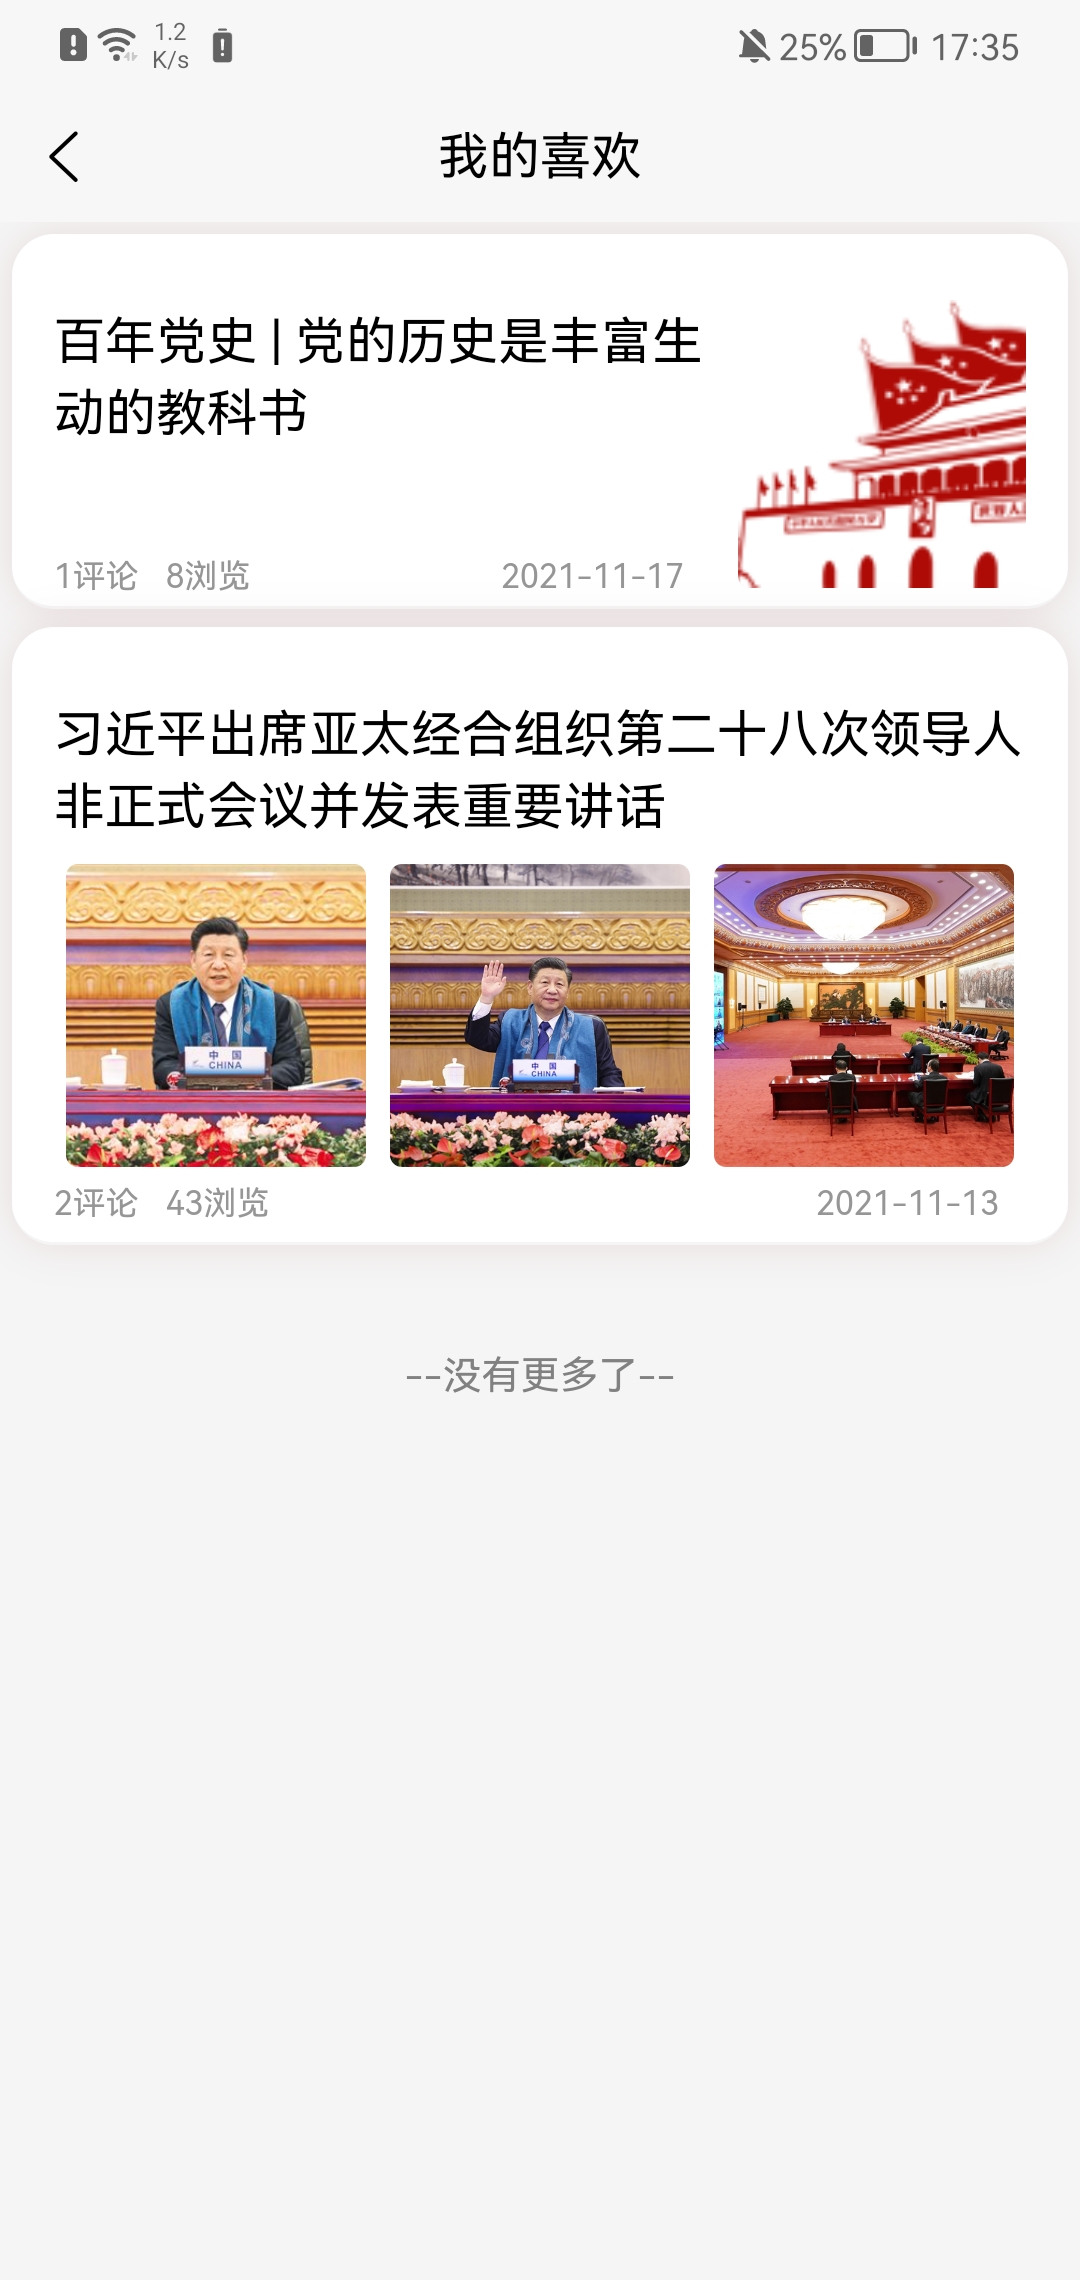 1.2
K/s
25%
17:35
我的喜欢
百年党史 | 党的历史是丰富生
动的教科书
1评论 8浏览 2021-11-17
习近平出席亚太经合组织第二十八次领导人
非正式会议并发表重要讲话
中 国
CHINA
中 国
CHINA
2评论 43浏览 2021-11-13
--没有更多了--